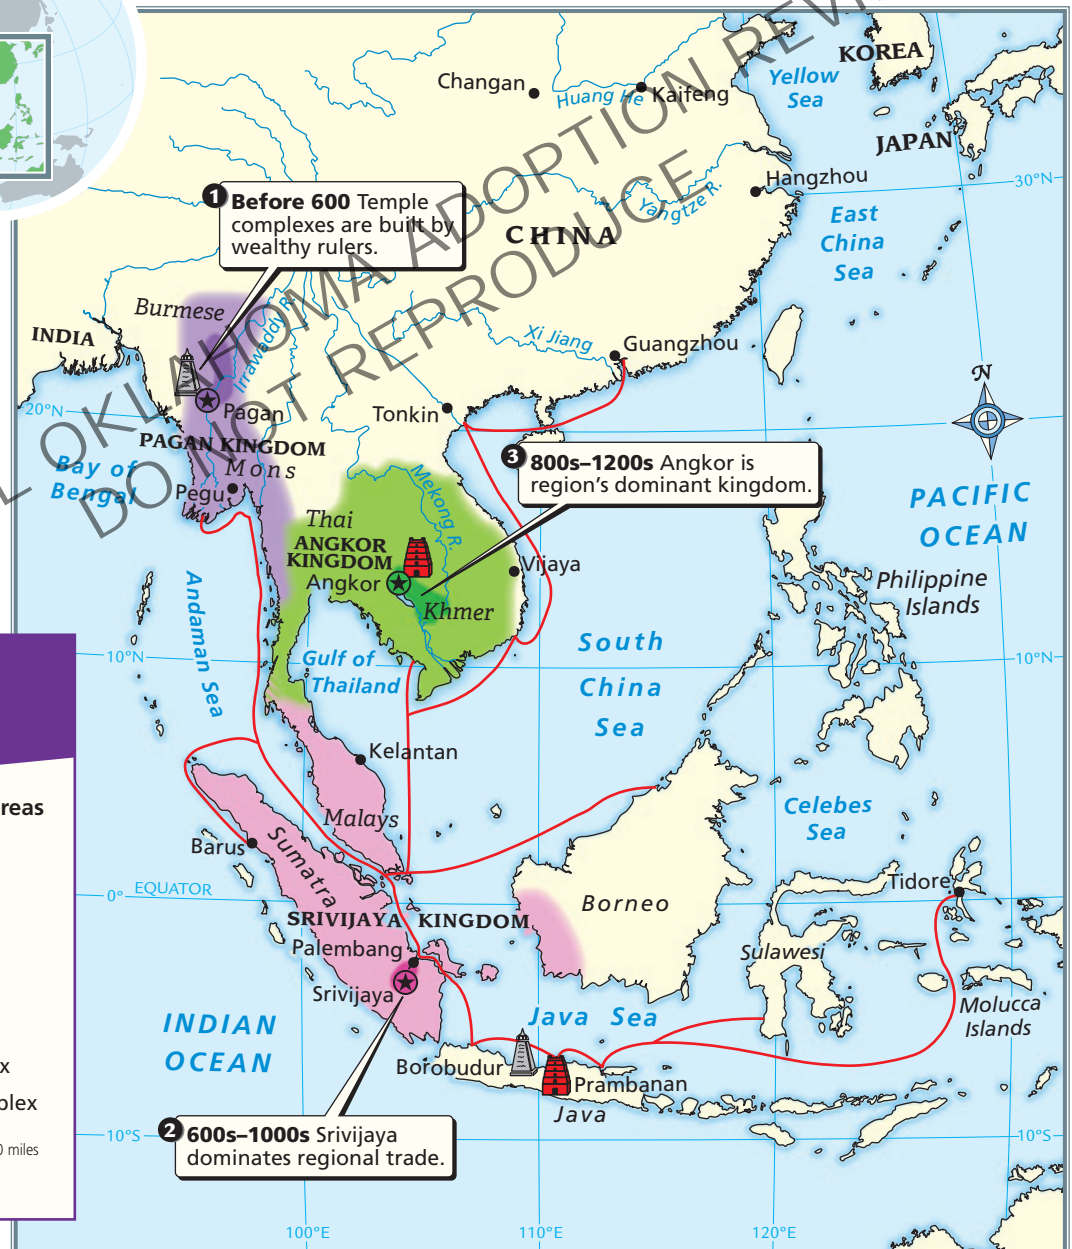 L OKLAHOMA ADOPTION REV
DO NOT REPRODUCE
KOREA
Changan
Yellow
Sea
Huang He
Kaifeng
JAPAN
Hangzhou
30°N
1 Before 600 Temple
complexes are built by
wealthy rulers.
Yangtze R.
East
China
Sea
CHINA
Burmese
INDIA
Irrawaddy R.
Xi Jiang
Guangzhou
N
20°N
Pagan
Tonkin
PAGAN KINGDOM
Bay of
Bengal
Mons
Pegu
3 800s–1200s Angkor is
region's dominant kingdom.
Mekong R.
PACIFIC
OCEAN
Thai
ANGKOR
KINGDOM
Angkor
Khmer
Vijaya
Philippine
Islands
Andaman Sea
South
China
Sea
10°N
10°N
Gulf of
Thailand
Kelantan
reas
Malays
Celebes
Sea
Barus
Sumatra
Tidore
0°
EQUATOR
Borneo
SRIVIJAYA KINGDOM
Palembang
Sulawesi
Srivijaya
Molucca
Islands
INDIAN
OCEAN
Java Sea
Borobudur
x
Prambanan
plex
Java
2 600s–1000s Srivijaya
dominates regional trade.
10°S
10°S
0 miles
100°E
110°E
120°E